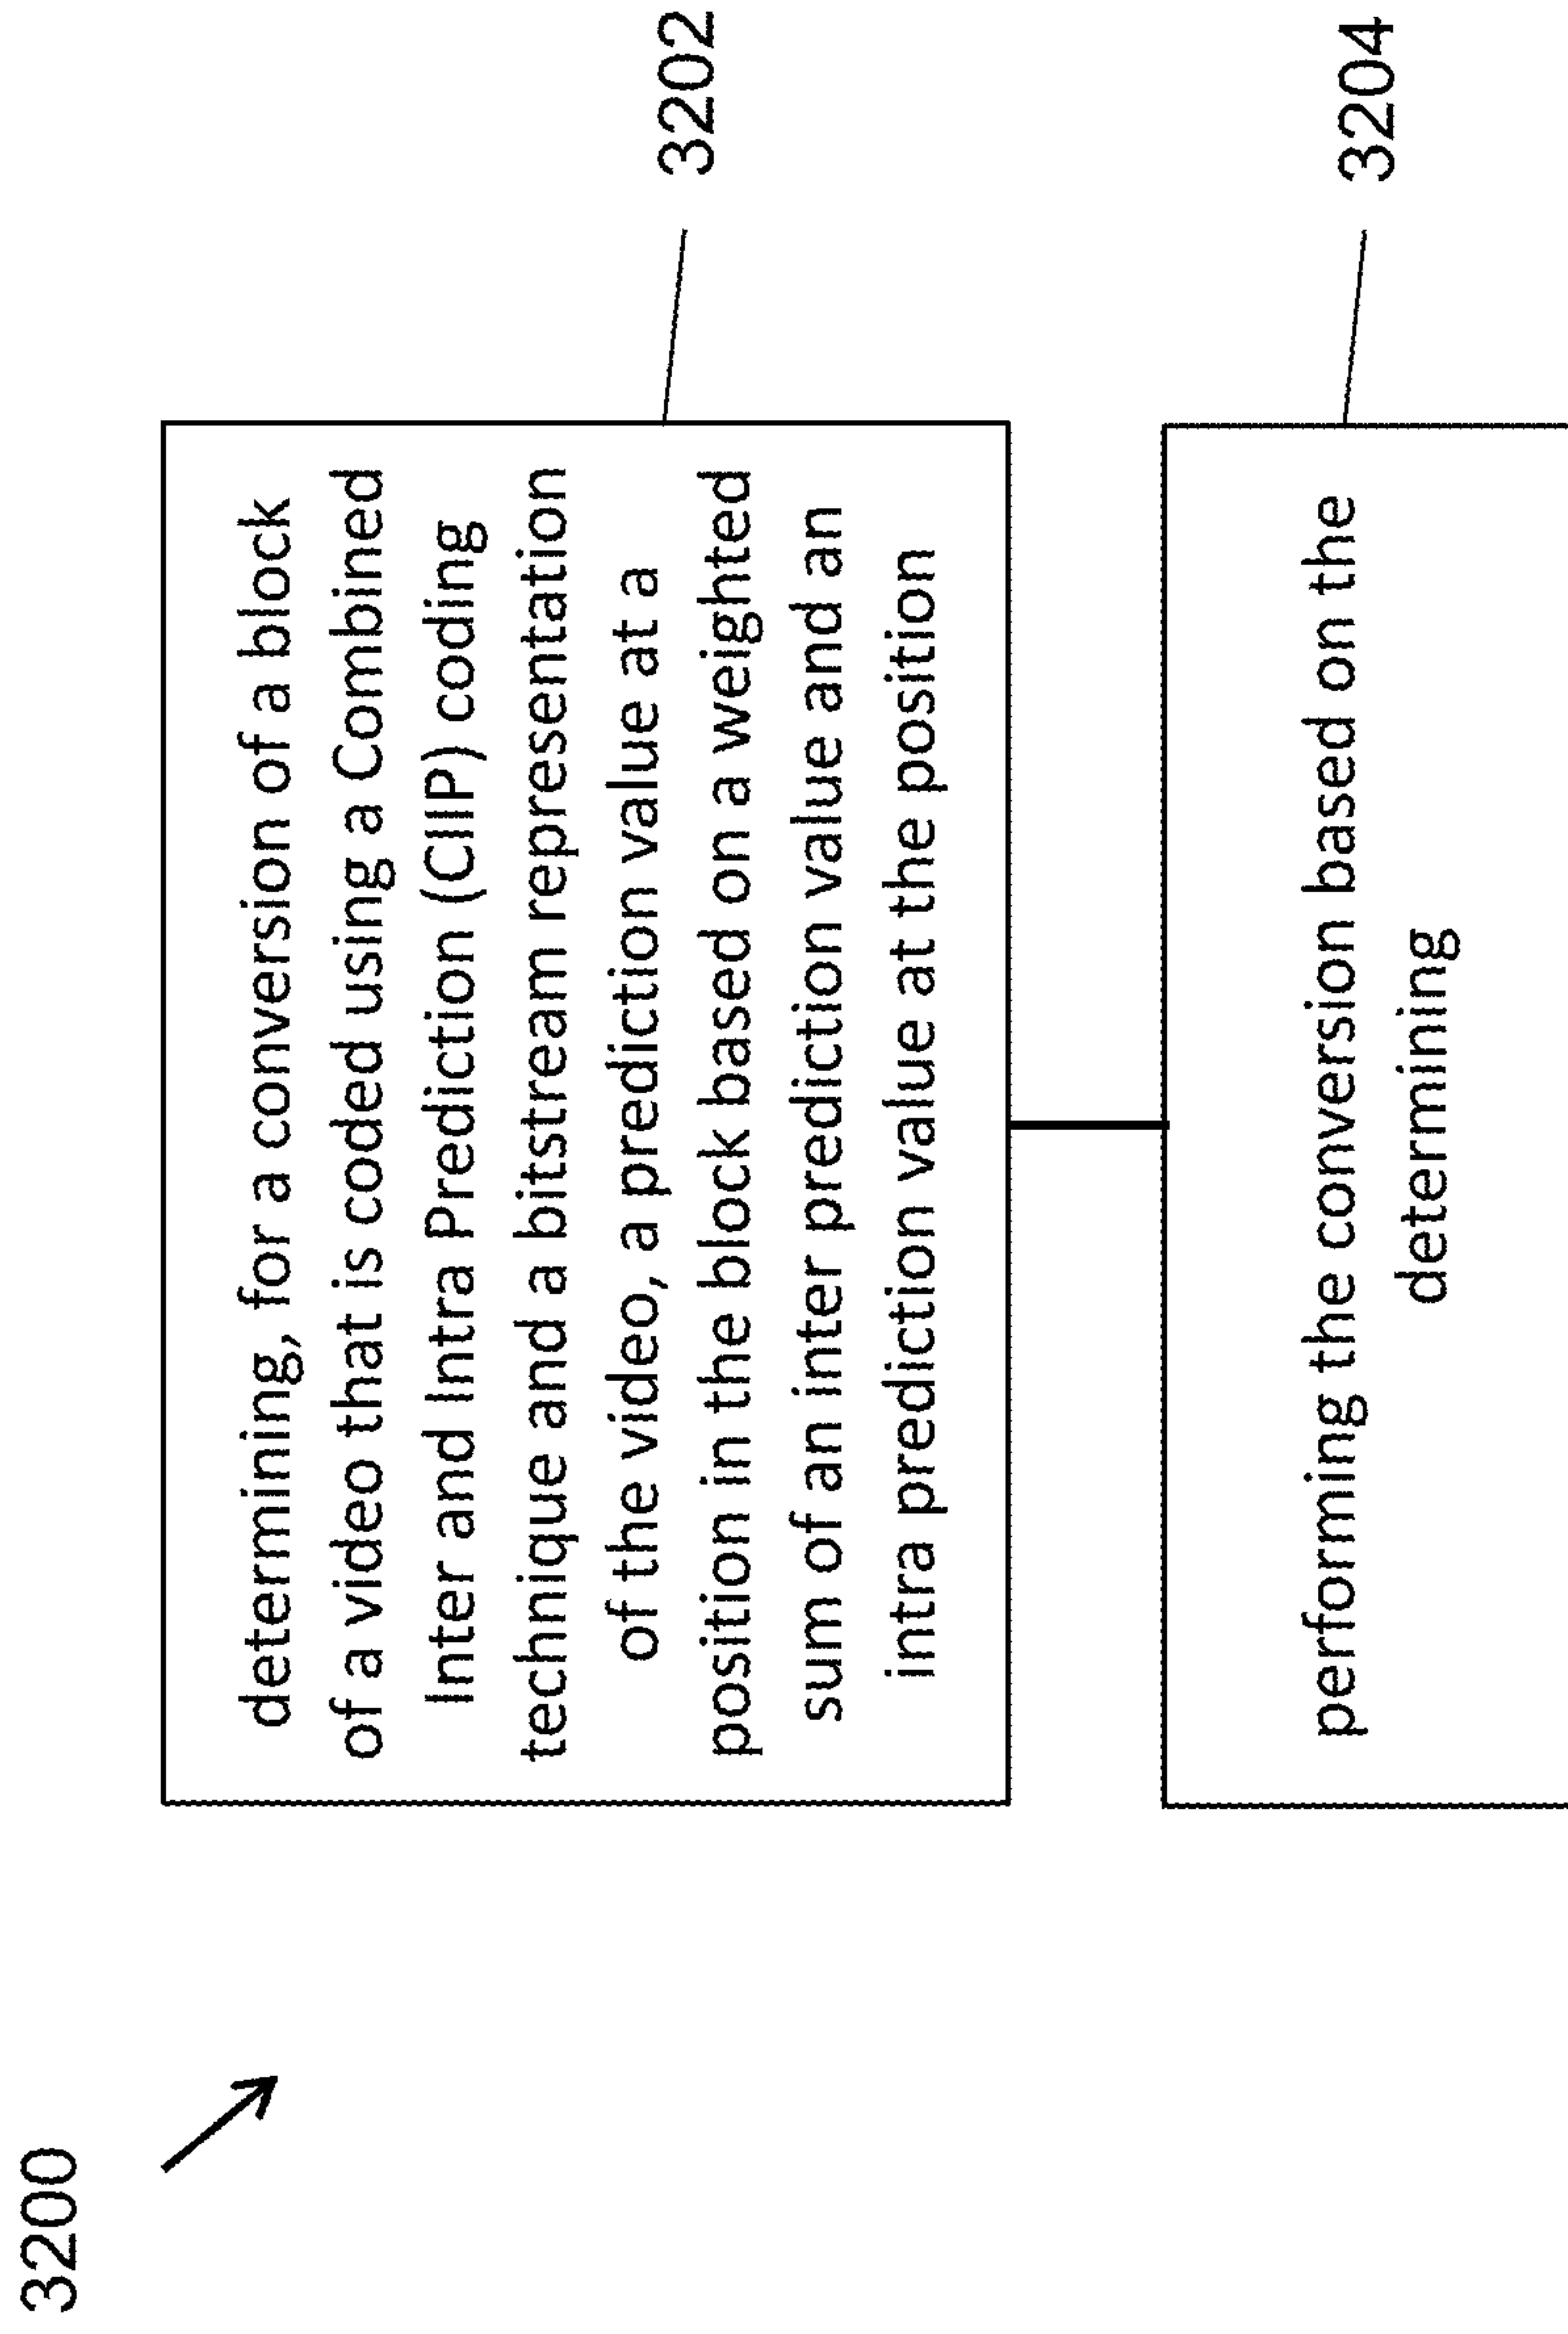 3200
determining, for a conversion of a block
of a video that is coded using a Combined
Inter and Intra Prediction (CIIP) coding
technique and a bitstream representation
of the video, a prediction value at a
position in the block based on a weighted
sum of an inter prediction value and an
intra prediction value at the position
3202
performing the conversion based on the
determining
3204